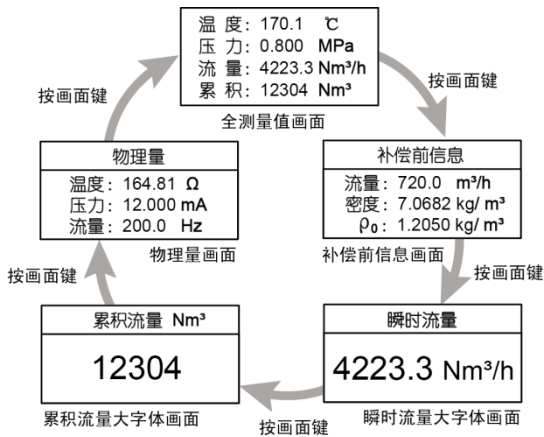 温 度：170.1 ℃
压 力：0.800 MPa
流 量：4223.3 Nm³/h
累 积：12304 Nm³
全测量值画面
按画面键
按画面键
物理量
温度：164.81 Ω
压力：12.000 mA
流量：200.0 Hz
物理量画面
补偿前信息
流量：720.0 m³/h
密度：7.0682 kg/ m³
ρ₀：1.2050 kg/ m³
补偿前信息画面
按画面键
按画面键
累积流量 Nm³
12304
累积流量大字体画面
瞬时流量
4223.3 Nm³/h
瞬时流量大字体画面
按画面键